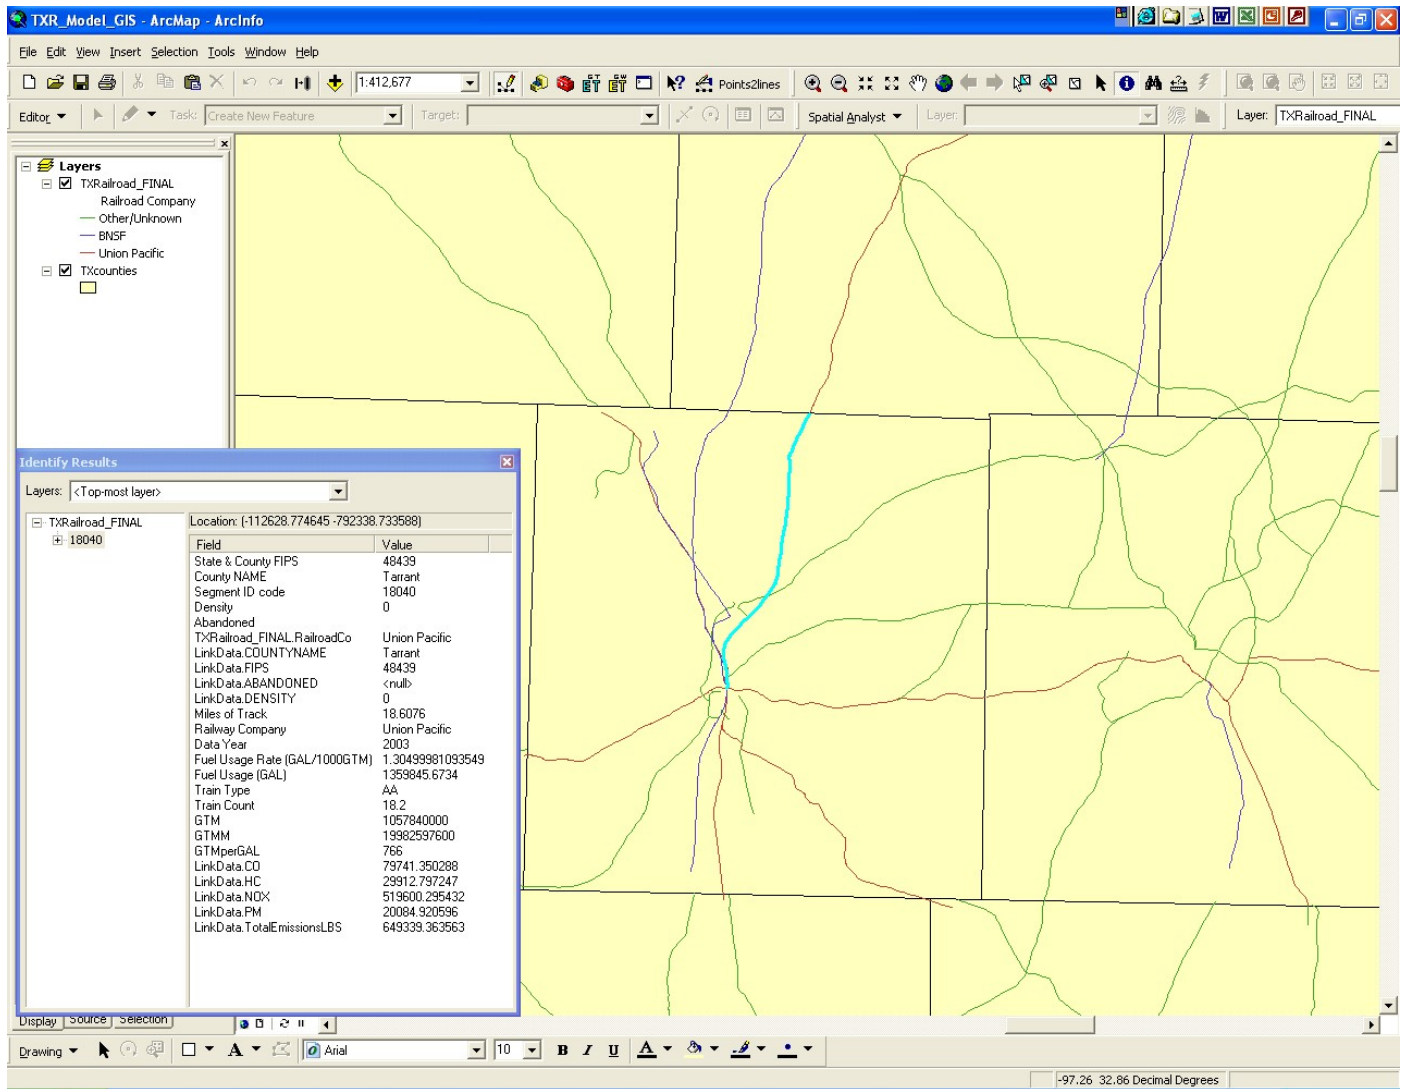 TXR_Model_GIS - ArcMap - ArcInfo
File Edit View Insert Selection Tools Window Help
1:412,677
Points2lines
Editor Task: Create New Feature Target: Spatial Analyst Layer: Layer: TXRailroad_FINAL
Layers
TXRailroad_FINAL
Railroad Company
Other/Unknown
BNSF
Union Pacific
TXcounties
Identify Results
Layers: <Top-most layer>
TXRailroad_FINAL
18040
Location: (-112628.774645 -792338.733588)
Field Value
State & County FIPS 48439
County NAME Tarrant
Segment ID code 18040
Density 0
Abandoned
TXRailroad_FINAL.RailroadCo Union Pacific
LinkData.COUNTYNAME Tarrant
LinkData.FIPS 48439
LinkData.ABANDONED <null>
LinkData.DENSITY 0
Miles of Track 18.6076
Railway Company Union Pacific
Data Year 2003
Fuel Usage Rate (GAL/1000GTM) 1.30499981093549
Fuel Usage (GAL) 1359845.6734
Train Type AA
Train Count 18.2
GTM 1057840000
GTMM 19982597600
GTMperGAL 766
LinkData.CO 79741.350288
LinkData.HC 29912.797247
LinkData.NOX 519600.295432
LinkData.PM 20084.920596
LinkData.TotalEmissionsLBS 649339.363563
Display Source Selection
Drawing A Arial 10 B I U A
-97.26 32.86 Decimal Degrees